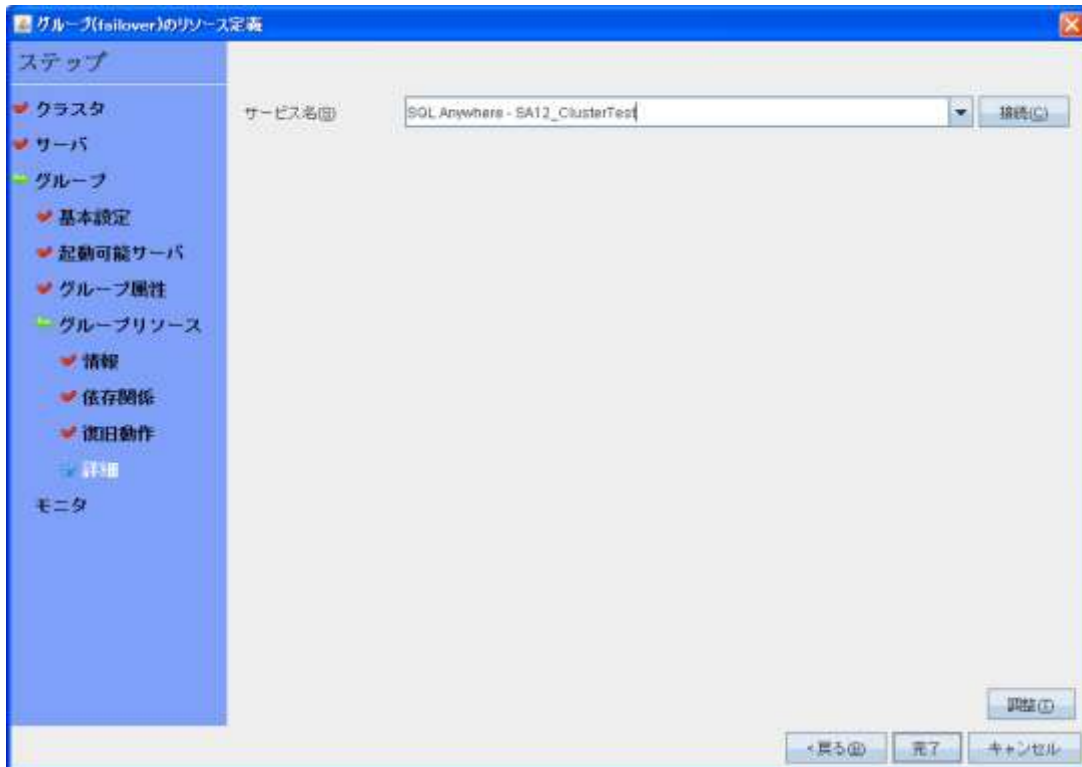 グループ(failover)のリソース定義
ステップ
クラスタ
サーバ
グループ
基本設定
起動可能サーバ
グループ属性
グループリソース
情報
依存関係
復旧動作
詳細
モニタ
サービス名(S)
SQL Anywhere - SA12_ClusterTest
接続(C)
調整(T)
<戻る(B)
完了
キャンセル